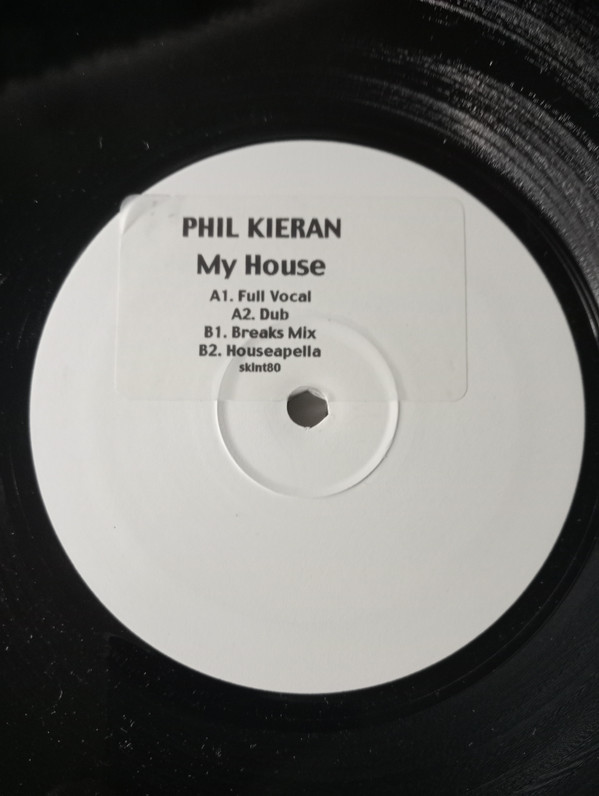 PHIL KIERAN
My House
A1. Full Vocal
A2. Dub
B1. Breaks Mix
B2. Houseapella
skint80